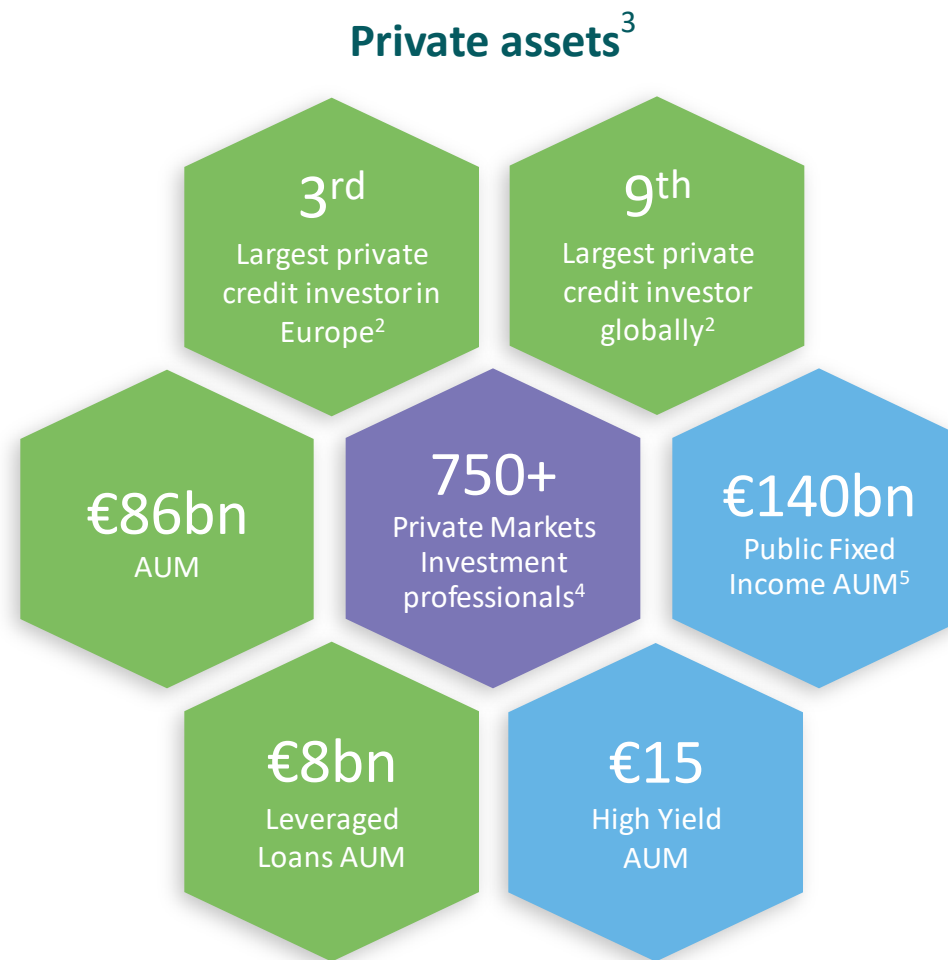 Private assets³
3rd
Largest private
credit investor in
Europe²
9th
Largest private
credit investor
globally²
€86bn
AUM
750+
Private Markets
Investment
professionals⁴
€140bn
Public Fixed
Income AUM⁵
€8bn
Leveraged
Loans AUM
€15
High Yield
AUM